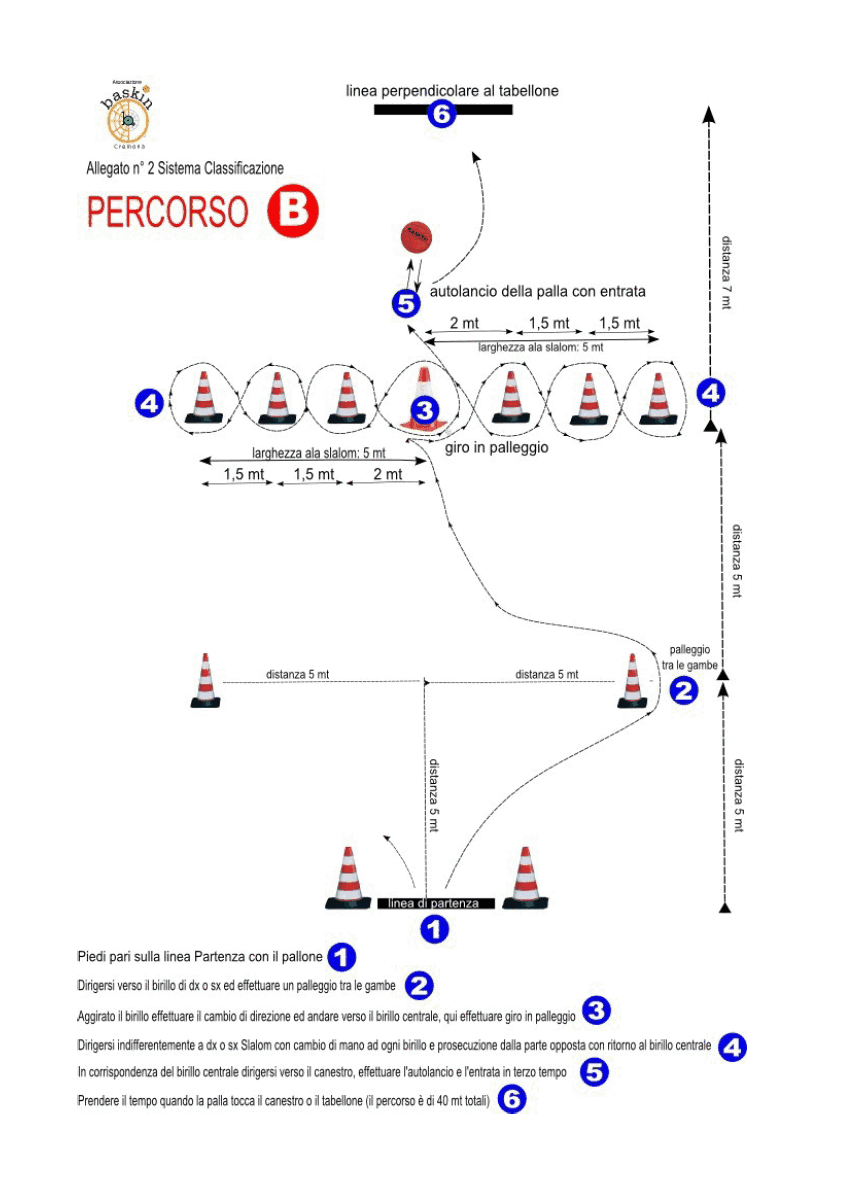 Associazione
baskin
b
Cremona
linea perpendicolare al tabellone
6
Allegato n° 2 Sistema Classificazione
PERCORSO B
distanza 7 mt
5
autolancio della palla con entrata
2 mt
1,5 mt
1,5 mt
larghezza ala slalom: 5 mt
4
3
4
giro in palleggio
larghezza ala slalom: 5 mt
1,5 mt
1,5 mt
2 mt
distanza 5 mt
palleggio
tra le gambe
2
distanza 5 mt
distanza 5 mt
distanza 5 mt
distanza 5 mt
linea di partenza
1
Piedi pari sulla linea Partenza con il pallone 1
Dirigersi verso il birillo di dx o sx ed effettuare un palleggio tra le gambe 2
Aggirato il birillo effettuare il cambio di direzione ed andare verso il birillo centrale, qui effettuare giro in palleggio 3
Dirigersi indifferentemente a dx o sx Slalom con cambio di mano ad ogni birillo e prosecuzione dalla parte opposta con ritorno al birillo centrale 4
In corrispondenza del birillo centrale dirigersi verso il canestro, effettuare l'autolancio e l'entrata in terzo tempo 5
Prendere il tempo quando la palla tocca il canestro o il tabellone (il percorso è di 40 mt totali) 6